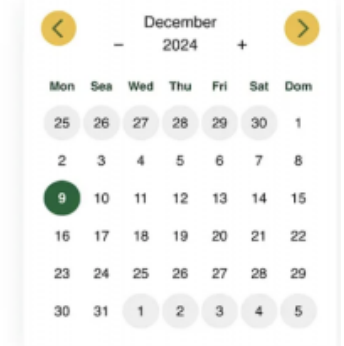 December
− 2024 +
Mon Sea Wed Thu Fri Sat Dom
25 26 27 28 29 30 1
2 3 4 5 6 7 8
9 10 11 12 13 14 15
16 17 18 19 20 21 22
23 24 25 26 27 28 29
30 31 1 2 3 4 5